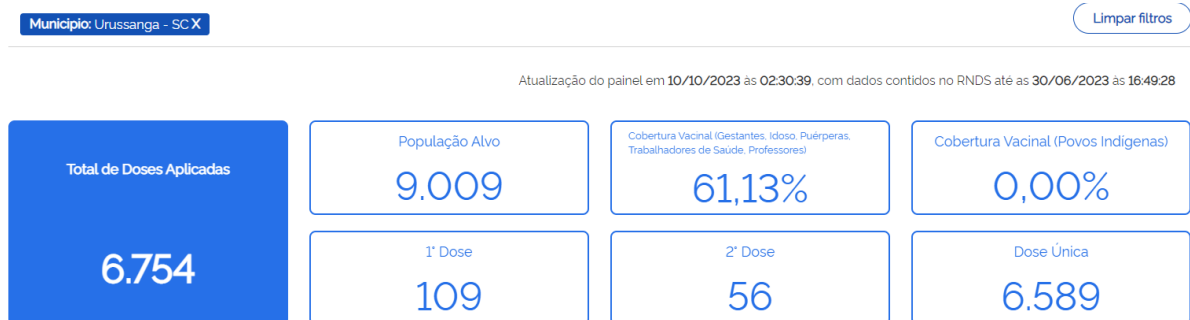 Municipio: Urussanga - SC X
Limpar filtros
Atualização do painel em 10/10/2023 às 02:30:39, com dados contidos no RNDS até as 30/06/2023 às 16:49:28
Total de Doses Aplicadas
6.754
População Alvo
9.009
Cobertura Vacinal (Gestantes, Idoso, Puérperas,
Trabalhadores de Saúde, Professores)
61,13%
Cobertura Vacinal (Povos Indígenas)
0,00%
1° Dose
109
2° Dose
56
Dose Única
6.589